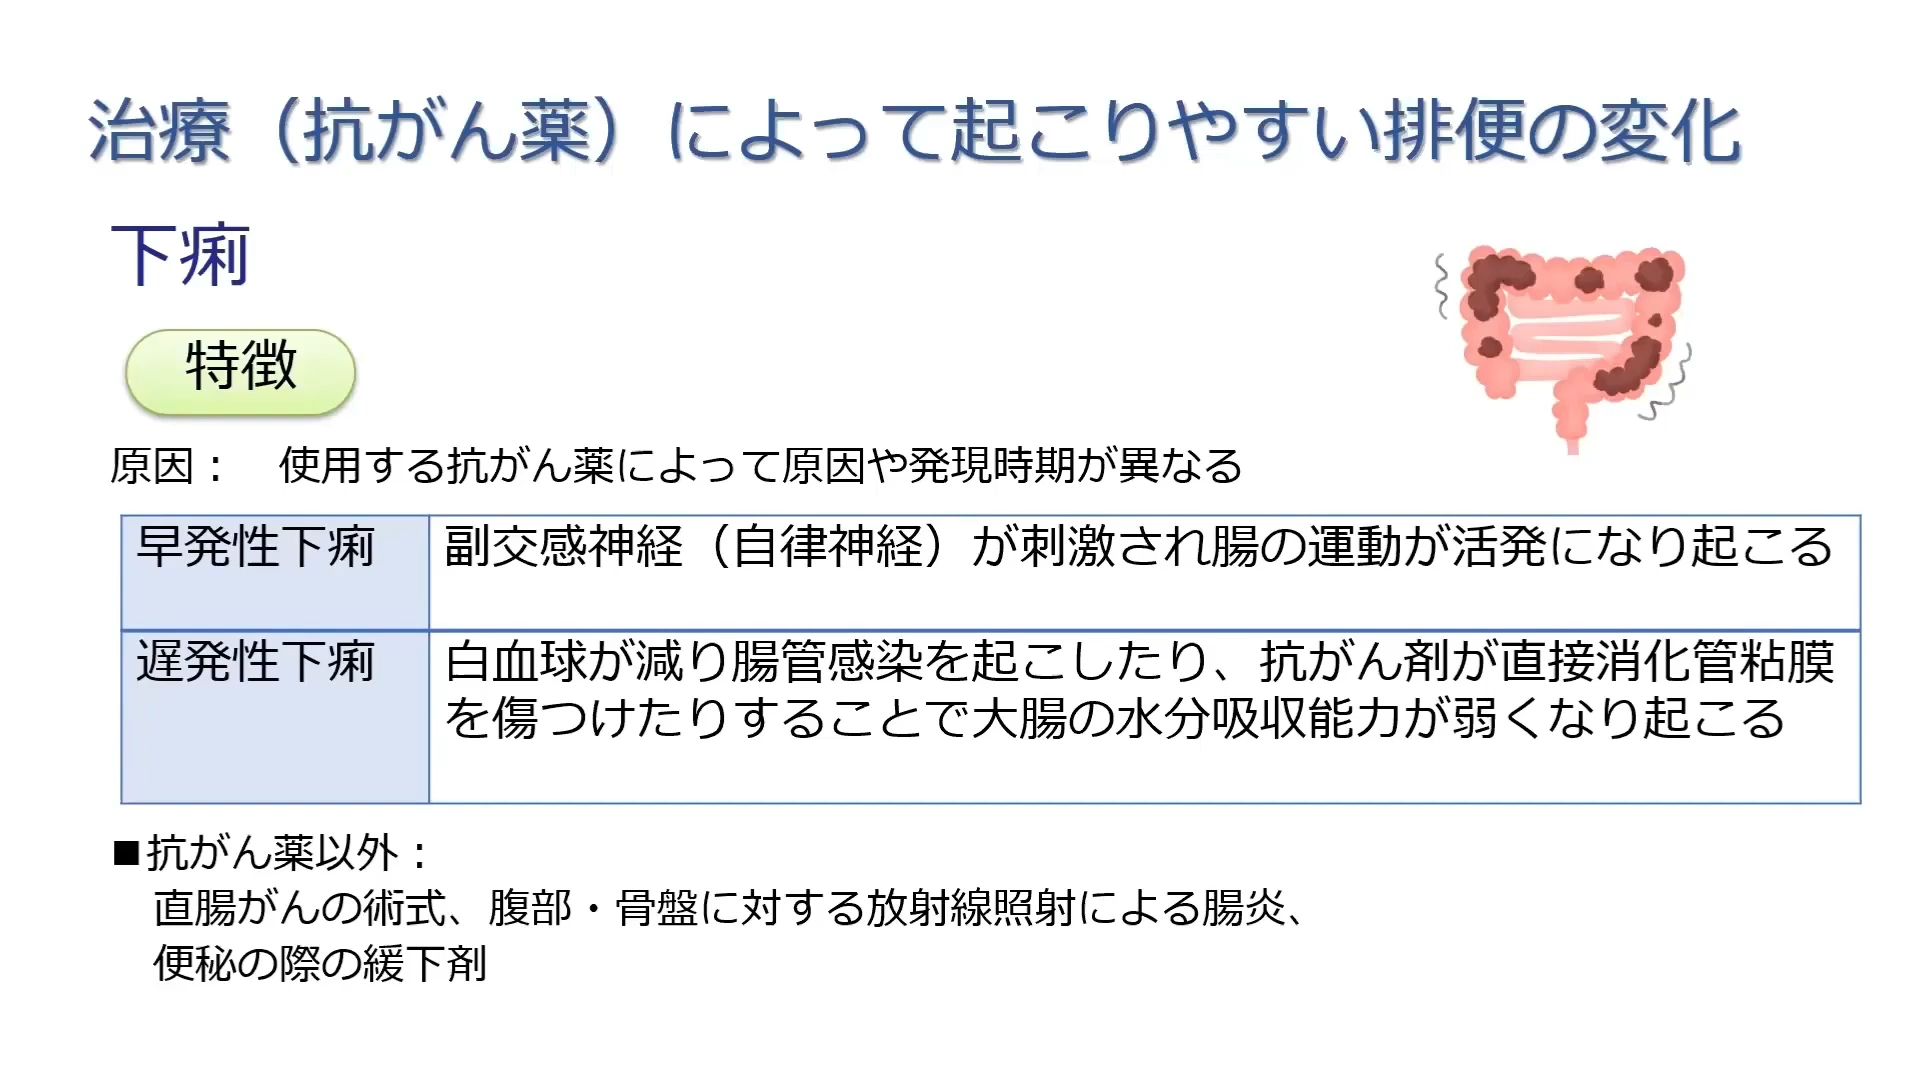 治療（抗がん薬）によって起こりやすい排便の変化
下痢
特徴
原因：　使用する抗がん薬によって原因や発現時期が異なる
早発性下痢
副交感神経（自律神経）が刺激され腸の運動が活発になり起こる
遅発性下痢
白血球が減り腸管感染を起こしたり、抗がん剤が直接消化管粘膜
を傷つけたりすることで大腸の水分吸収能力が弱くなり起こる
■抗がん薬以外：
直腸がんの術式、腹部・骨盤に対する放射線照射による腸炎、
便秘の際の緩下剤